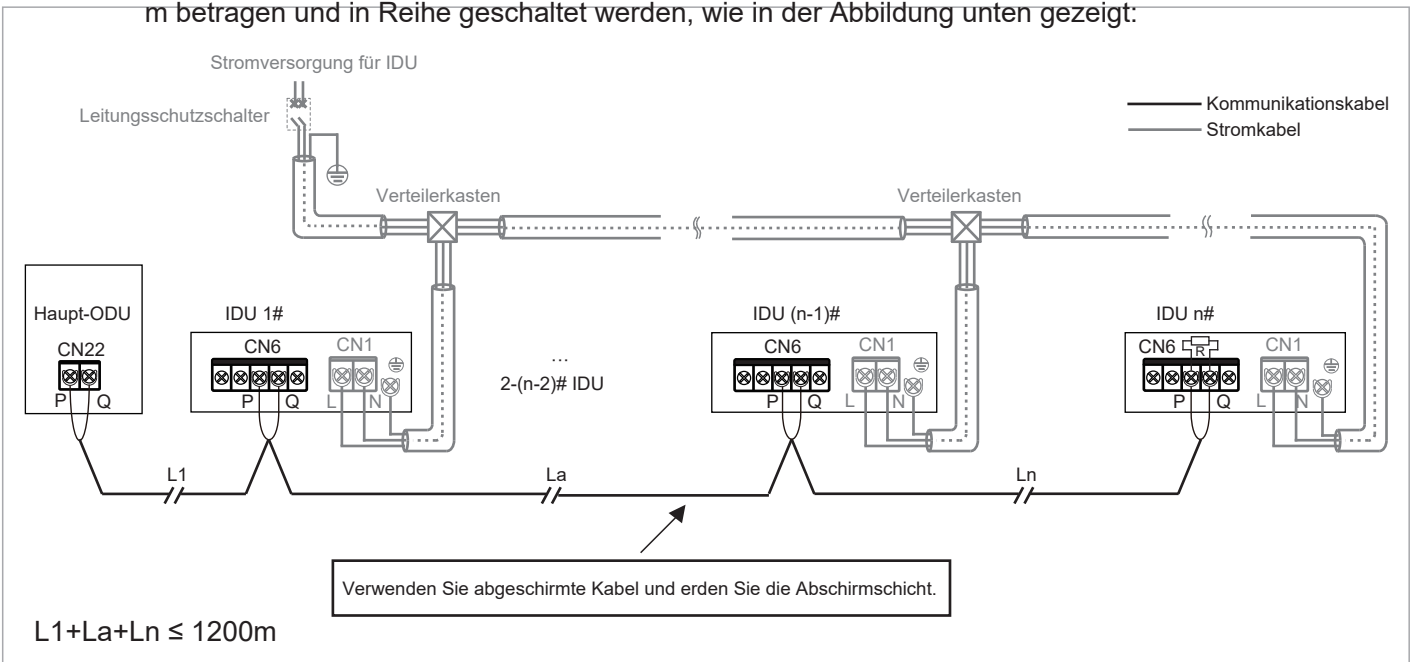 m betragen und in Reihe geschaltet werden, wie in der Abbildung unten gezeigt:
Stromversorgung für IDU
Leitungsschutzschalter
Kommunikationskabel
Stromkabel
Verteilerkasten
Verteilerkasten
Haupt-ODU
CN22
P Q
IDU 1#
CN6
CN1
P Q
L N
...
2-(n-2)# IDU
IDU (n-1)#
CN6
CN1
P Q
L N
IDU n#
CN6
R
CN1
P Q
L N
L1
La
Ln
Verwenden Sie abgeschirmte Kabel und erden Sie die Abschirmschicht.
L1+La+Ln ≤ 1200m